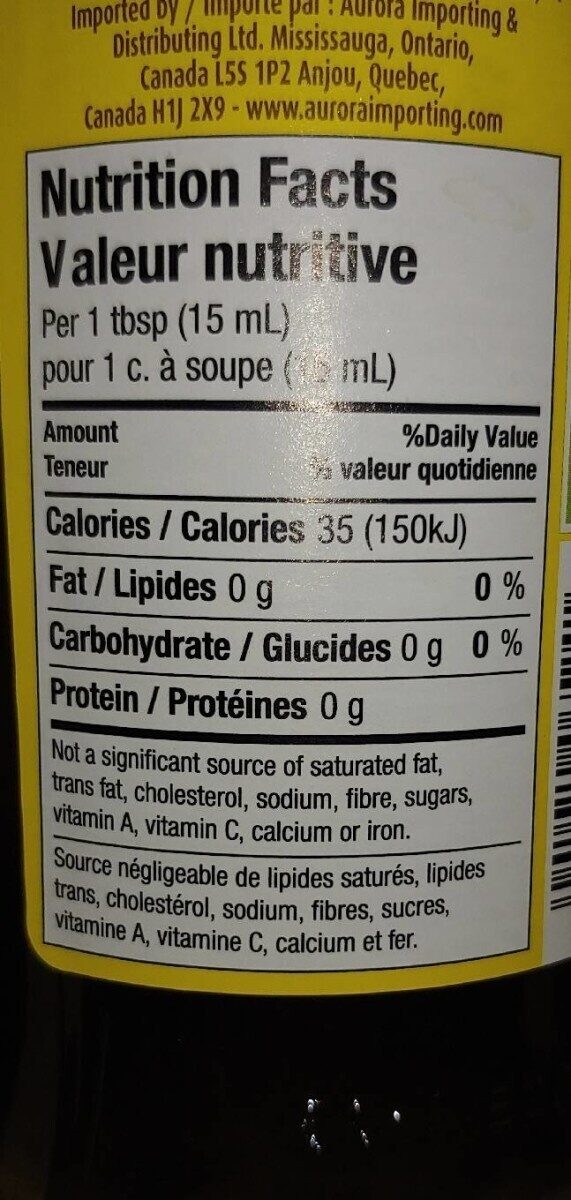 Imported by / Importé par : Aurora Importing &
Distributing Ltd. Mississauga, Ontario,
Canada L5S 1P2 Anjou, Quebec,
Canada H1J 2X9 - www.auroraimporting.com
Nutrition Facts
Valeur nutritive
Per 1 tbsp (15 mL)
pour 1 c. à soupe (15 mL)
Amount %Daily Value
Teneur % valeur quotidienne
Calories / Calories 35 (150kJ)
Fat / Lipides 0 g 0 %
Carbohydrate / Glucides 0 g 0 %
Protein / Protéines 0 g
Not a significant source of saturated fat,
trans fat, cholesterol, sodium, fibre, sugars,
vitamin A, vitamin C, calcium or iron.
Source négligeable de lipides saturés, lipides
trans, cholestérol, sodium, fibres, sucres,
vitamine A, vitamine C, calcium et fer.